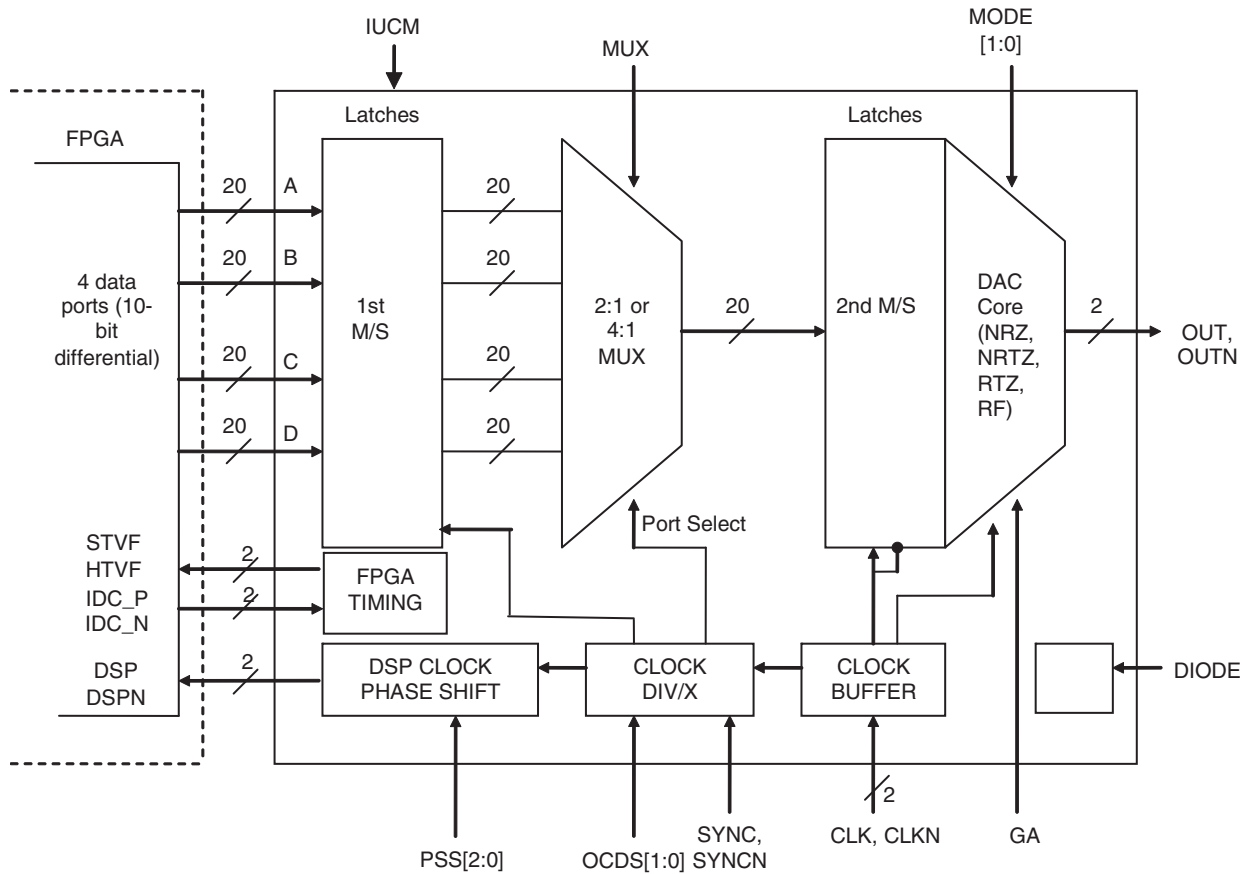 IUCM
MUX
MODE
[1:0]
Latches
Latches
FPGA
20
A
20
20
B
20
4 data
ports (10-
bit
differential)
1st
M/S
2:1 or
4:1
MUX
20
2nd M/S
DAC
Core
(NRZ,
NRTZ,
RTZ,
RF)
2
OUT,
OUTN
20
C
20
20
D
20
Port Select
STVF
HTVF
2
FPGA
TIMING
IDC_P
IDC_N
2
DSP
DSPN
2
DSP CLOCK
PHASE SHIFT
CLOCK
DIV/X
CLOCK
BUFFER
DIODE
2
PSS[2:0]
OCDS[1:0]
SYNC,
SYNCN
CLK, CLKN
GA